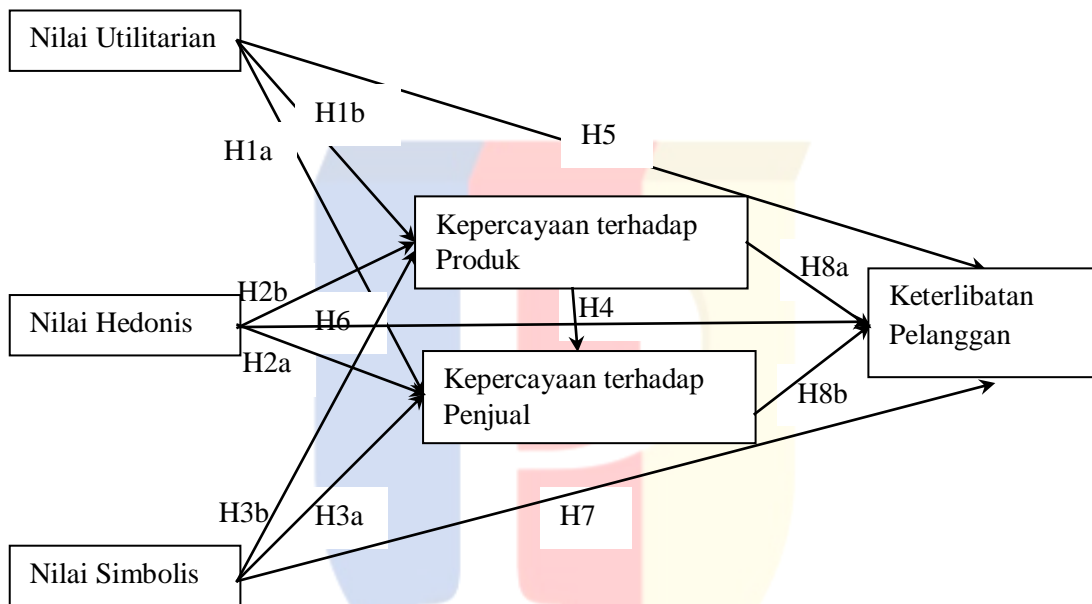 Nilai Utilitarian
H1b
H5
H1a
Kepercayaan terhadap
Produk
H8a
H2b
Keterlibatan
Pelanggan
Nilai Hedonis
H6
H4
H2a
Kepercayaan terhadap
Penjual
H8b
H3b
H3a
H7
Nilai Simbolis